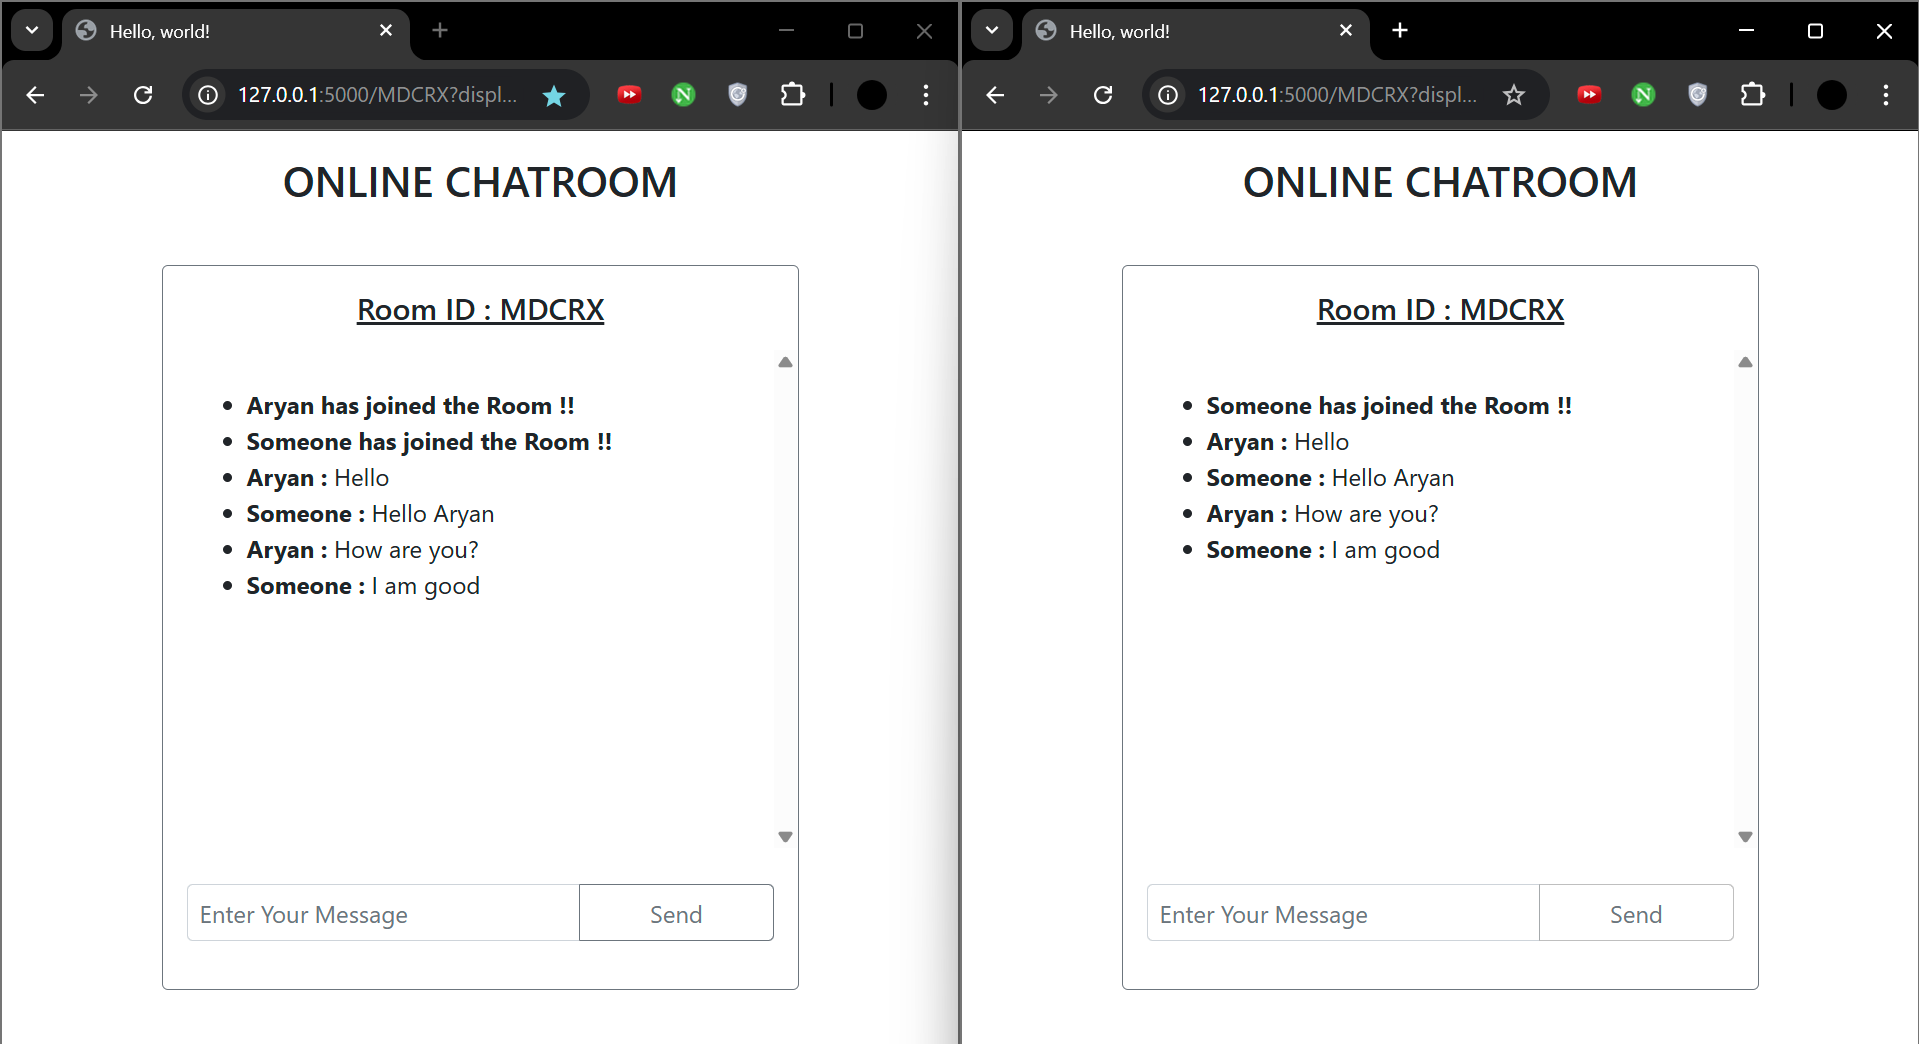 Hello, world!
127.0.0.1:5000/MDCRX?displ...
ONLINE CHATROOM
Room ID : MDCRX
Aryan has joined the Room !!
Someone has joined the Room !!
Aryan : Hello
Someone : Hello Aryan
Aryan : How are you?
Someone : I am good
Enter Your Message
Send
Hello, world!
127.0.0.1:5000/MDCRX?displ...
ONLINE CHATROOM
Room ID : MDCRX
Someone has joined the Room !!
Aryan : Hello
Someone : Hello Aryan
Aryan : How are you?
Someone : I am good
Enter Your Message
Send